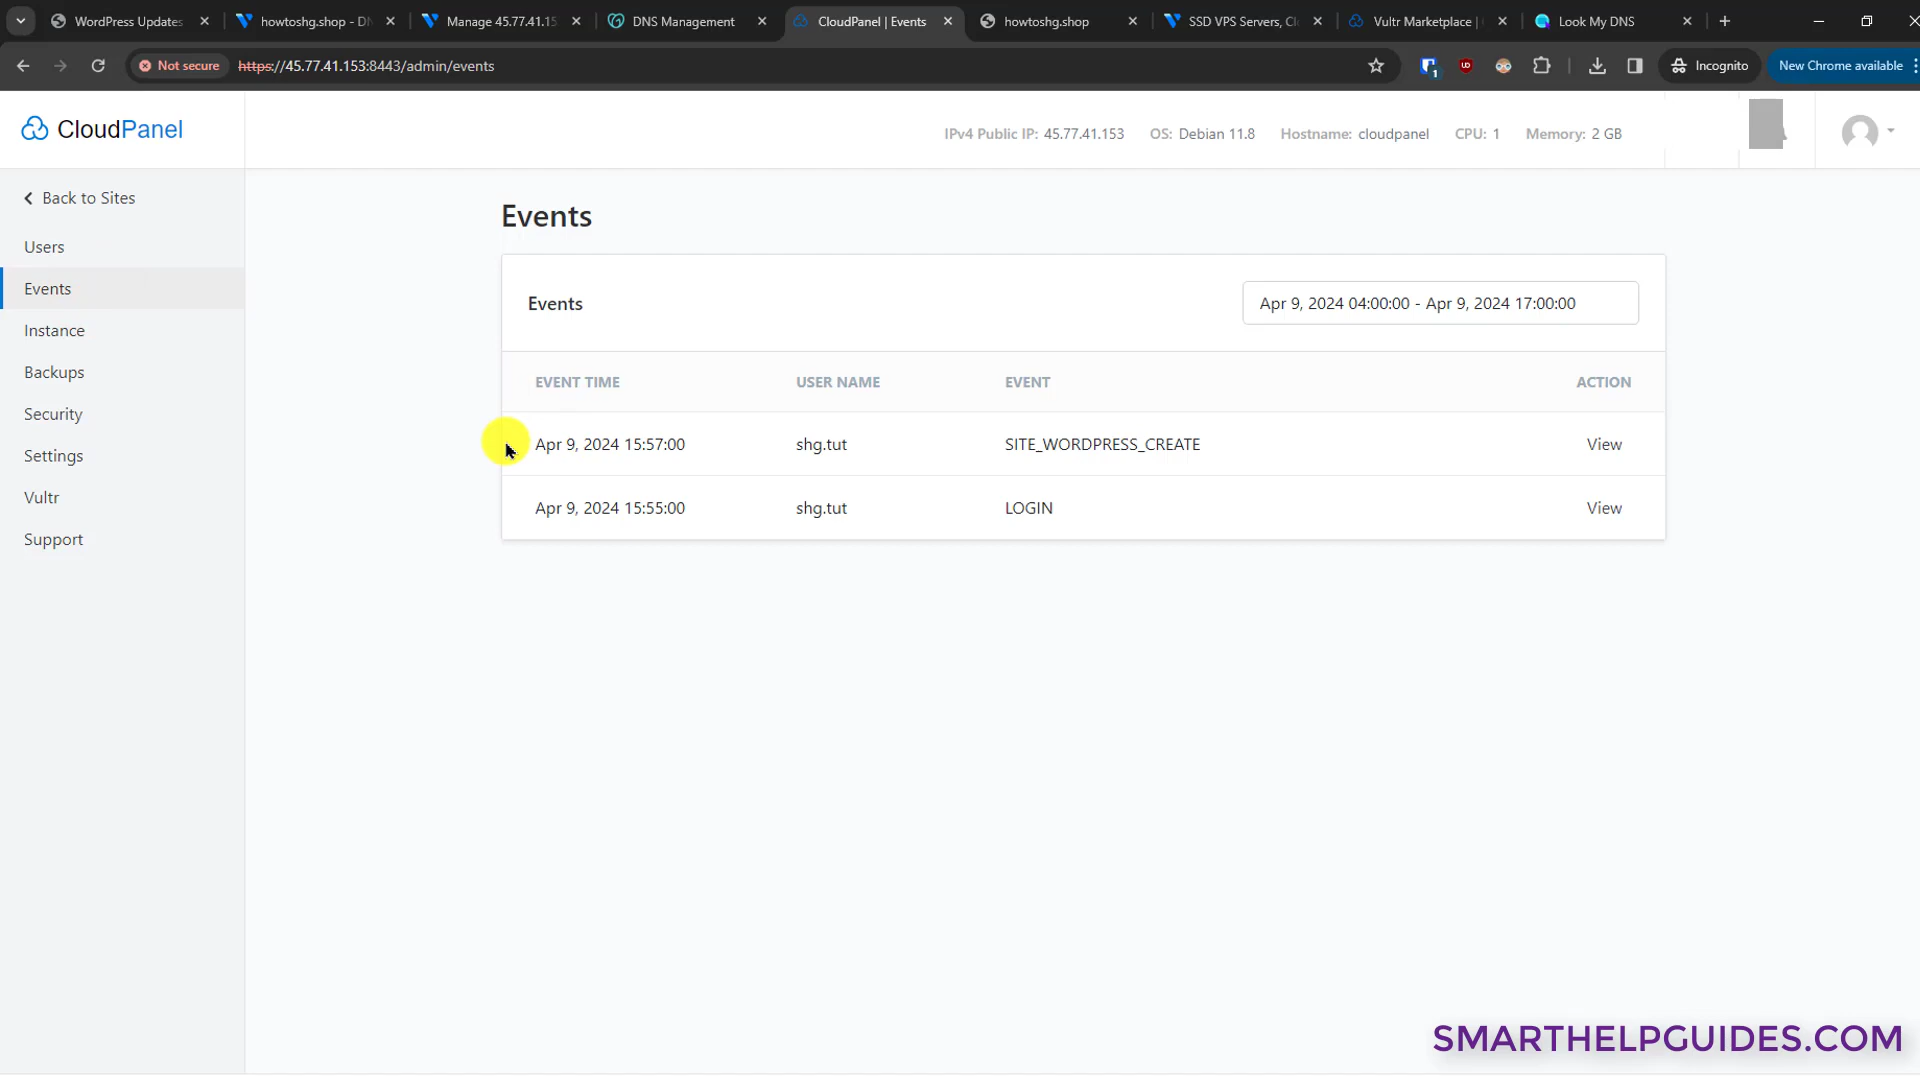 WordPress Updates
howtoshg.shop - DN
Manage 45.77.41.15
DNS Management
CloudPanel | Events
howtoshg.shop
SSD VPS Servers, Cl
Vultr Marketplace |
Look My DNS
Not secure
https://45.77.41.153:8443/admin/events
1
Incognito
New Chrome available
CloudPanel
IPv4 Public IP: 45.77.41.153
OS: Debian 11.8
Hostname: cloudpanel
CPU: 1
Memory: 2 GB
Back to Sites
Users
Events
Instance
Backups
Security
Settings
Vultr
Support
Events
Events
Apr 9, 2024 04:00:00 - Apr 9, 2024 17:00:00
EVENT TIME USER NAME EVENT ACTION
Apr 9, 2024 15:57:00 shg.tut SITE_WORDPRESS_CREATE View
Apr 9, 2024 15:55:00 shg.tut LOGIN View
SMARTHELPGUIDES.COM